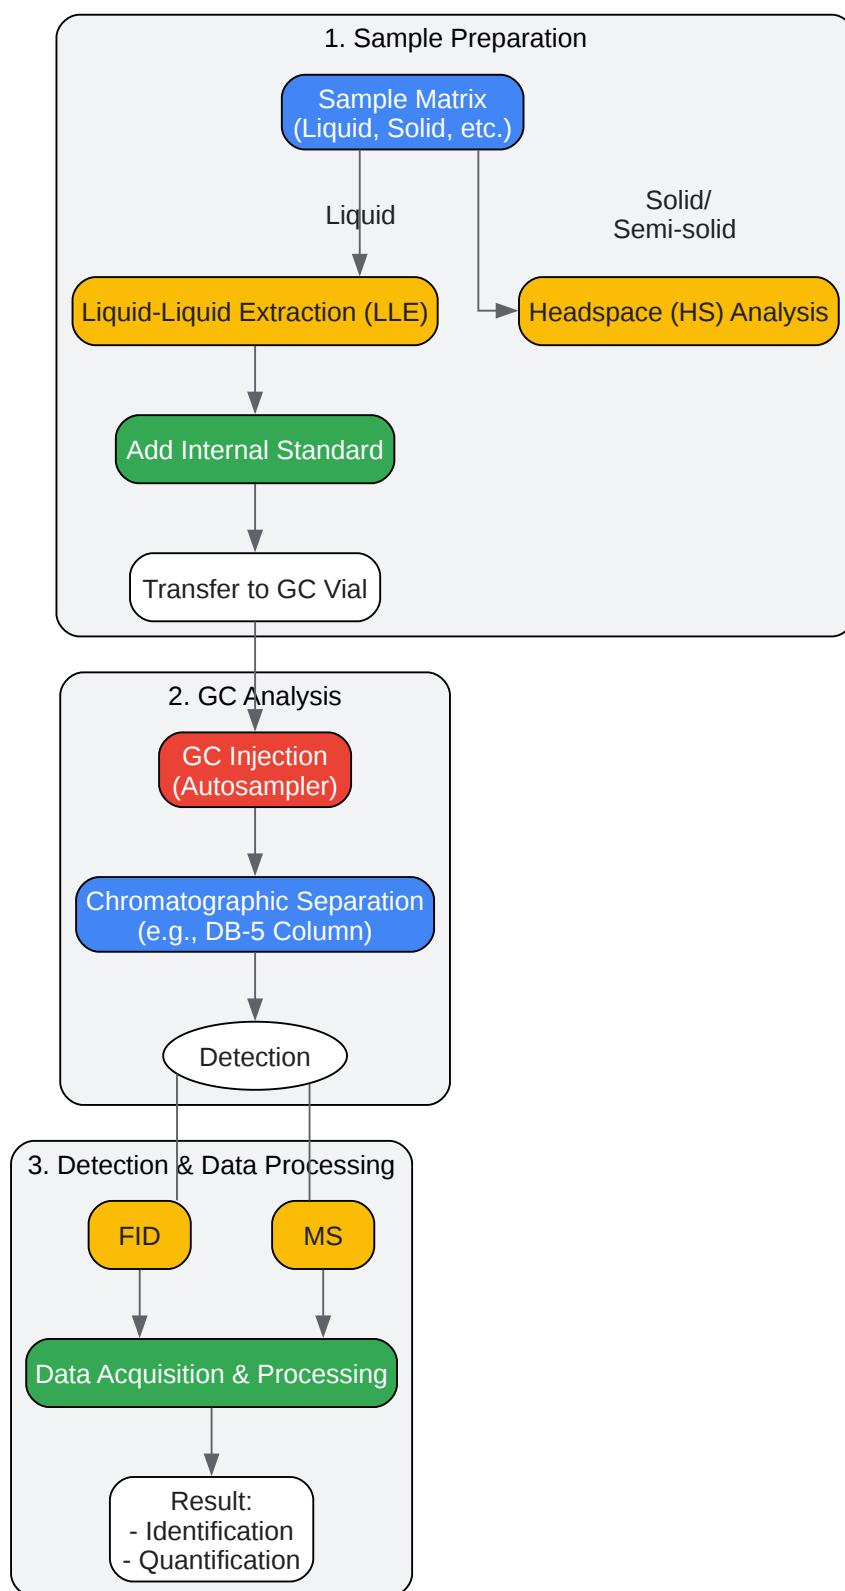 1. Sample Preparation
Sample Matrix
(Liquid, Solid, etc.)
Liquid
Solid/
Semi-solid
Liquid-Liquid Extraction (LLE)
Headspace (HS) Analysis
Add Internal Standard
Transfer to GC Vial
2. GC Analysis
GC Injection
(Autosampler)
Chromatographic Separation
(e.g., DB-5 Column)
Detection
3. Detection & Data Processing
FID
MS
Data Acquisition & Processing
Result:
- Identification
- Quantification